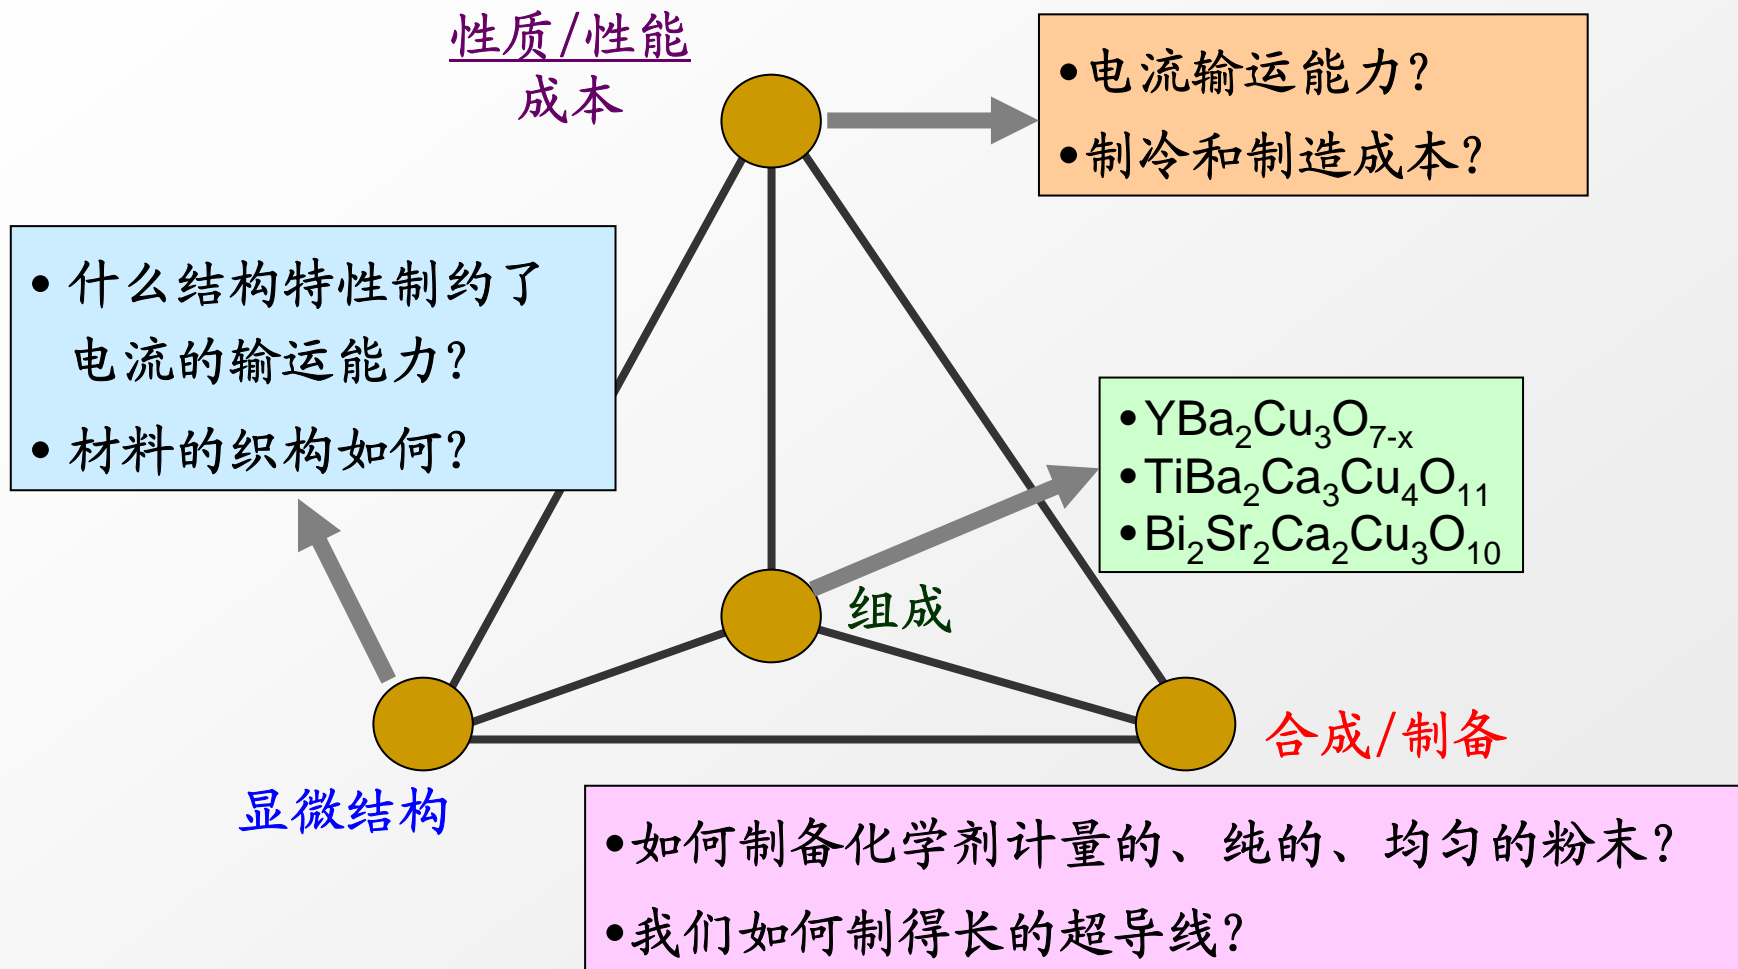 性质/性能
成本
•电流输运能力?
•制冷和制造成本?
• 什么结构特性制约了
电流的输运能力?
• 材料的织构如何?
•YBa₂Cu₃O₇₋ₓ
•TiBa₂Ca₃Cu₄O₁₁
•Bi₂Sr₂Ca₂Cu₃O₁₀
组成
合成/制备
显微结构
•如何制备化学剂计量的、纯的、均匀的粉末?
•我们如何制得长的超导线?